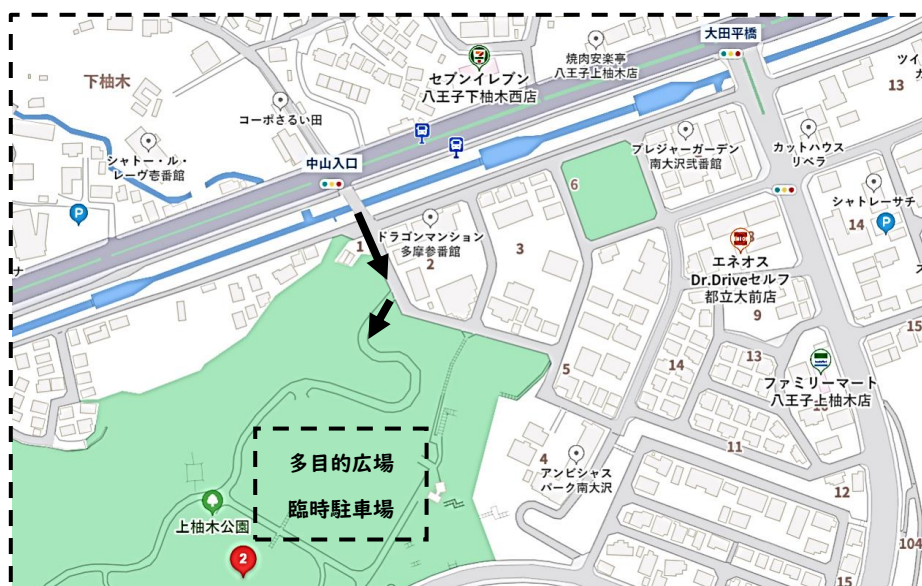 大田平橋
焼肉安楽亭
八王子上柚木店
ツイ
13
下柚木
セブンイレブン
八王子下柚木西店
コーポさるい田
シャトー・ル・
レーヴ壱番館
中山入口
プレジャーガーデン
南大沢弐番館
カットハウス
リベラ
6
シャトレーサチ
14
P
P
ドラゴンマンション
多摩参番館
1
2
3
ナ
エネオス
Dr.Driveセルフ
都立大前店
9
15
13
14
5
ファミリーマート
八王子上柚木店
11
4
アンビシャス
パーク南大沢
12
多目的広場
臨時駐車場
上柚木公園
2
104
15